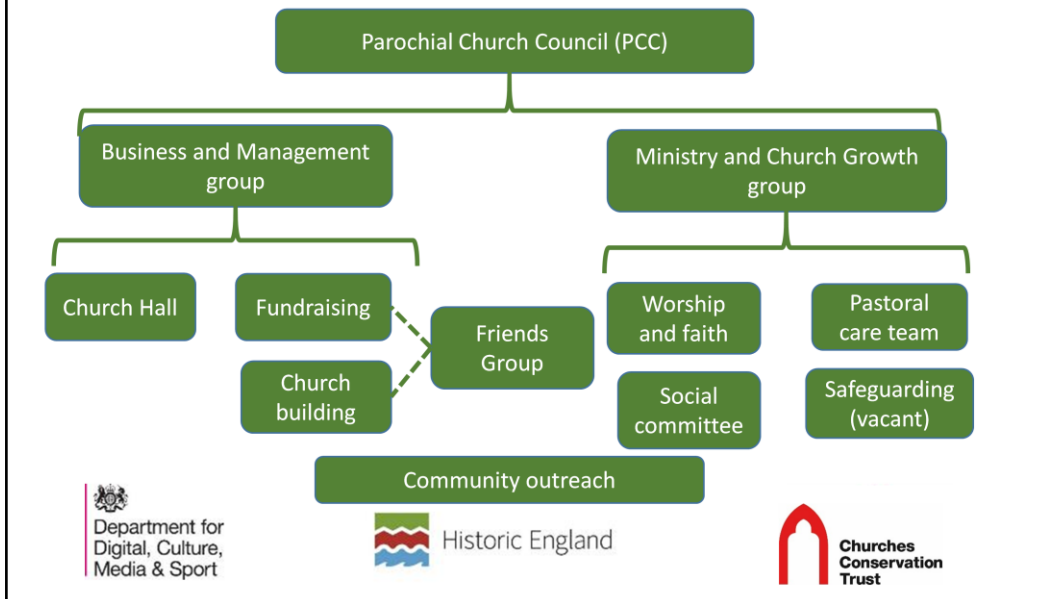 Parochial Church Council (PCC)
Business and Management
group
Ministry and Church Growth
group
Church Hall
Fundraising
Church
building
Friends
Group
Worship
and faith
Pastoral
care team
Social
committee
Safeguarding
(vacant)
Community outreach
Department for
Digital, Culture,
Media & Sport
Historic England
Churches
Conservation
Trust